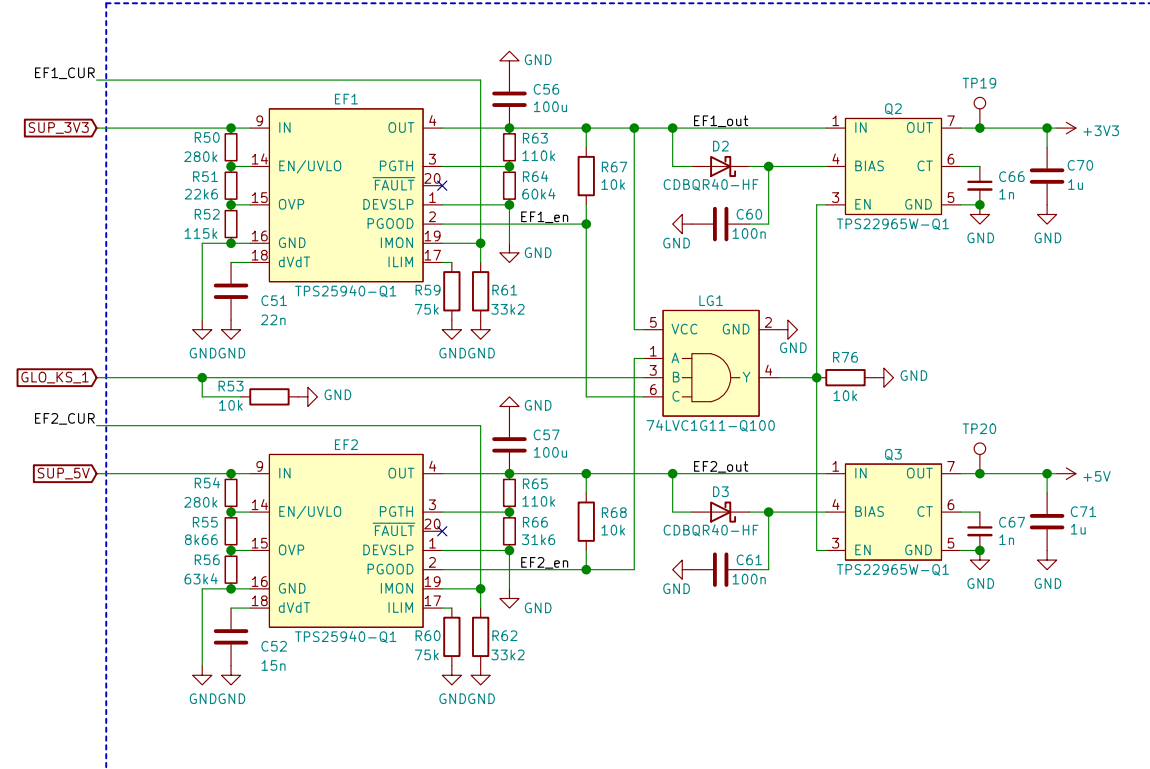 EF1_CUR
SUP_3V3
R50
280k
R51
22k6
R52
115k
EF1
9 IN
14 EN/UVLO
15 OVP
16 GND
18 dVdT
OUT 4
PGTH 3
FAULT 20
DEVSLP 1
PGOOD 2
IMON 19
ILIM 17
TPS25940-Q1
C51
22n
GND
GND
GND
C56
100u
R63
110k
R64
60k4
EF1_en
GND
R59
75k
R61
33k2
GND
GND
R67
10k
EF1_out
D2
CDBQR40-HF
C60
100n
GND
Q2
1 IN
4 BIAS
3 EN
OUT 7
CT 6
GND 5
TPS22965W-Q1
TP19
+3V3
C66
1n
GND
C70
1u
GND
LG1
5 VCC
GND 2
1 A
3 B
6 C
Y 4
74LVC1G11-Q100
GND
R76
10k
GND
GLO_KS_1
R53
10k
GND
EF2_CUR
SUP_5V
R54
280k
R55
8k66
R56
63k4
EF2
9 IN
14 EN/UVLO
15 OVP
16 GND
18 dVdT
OUT 4
PGTH 3
FAULT 20
DEVSLP 1
PGOOD 2
IMON 19
ILIM 17
TPS25940-Q1
C52
15n
GND
GND
GND
C57
100u
R65
110k
R66
31k6
EF2_en
GND
R60
75k
R62
33k2
GND
GND
R68
10k
EF2_out
D3
CDBQR40-HF
C61
100n
GND
Q3
1 IN
4 BIAS
3 EN
OUT 7
CT 6
GND 5
TPS22965W-Q1
TP20
+5V
C67
1n
GND
C71
1u
GND